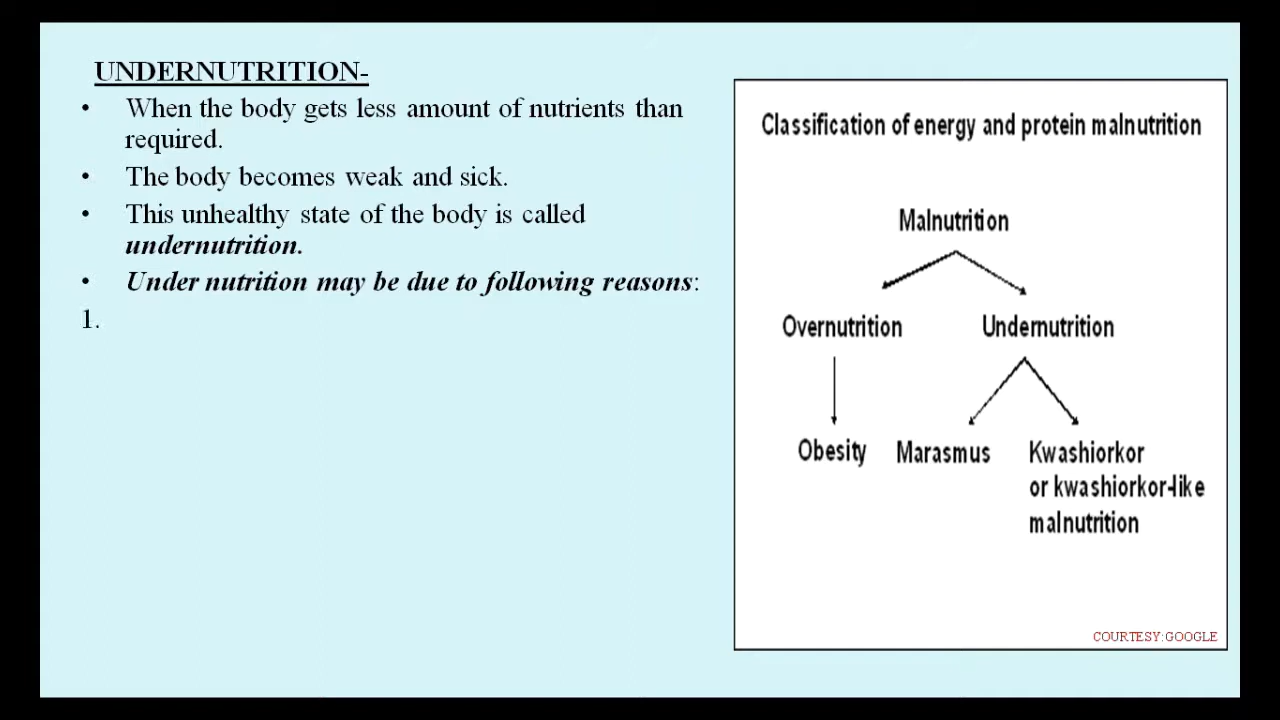 UNDERNUTRITION-
• When the body gets less amount of nutrients than
required.
• The body becomes weak and sick.
• This unhealthy state of the body is called
undernutrition.
• Under nutrition may be due to following reasons:
1.
Classification of energy and protein malnutrition
Malnutrition
Overnutrition Undernutrition
Obesity Marasmus Kwashiorkor
or kwashiorkor-like
malnutrition
COURTESY:GOOGLE